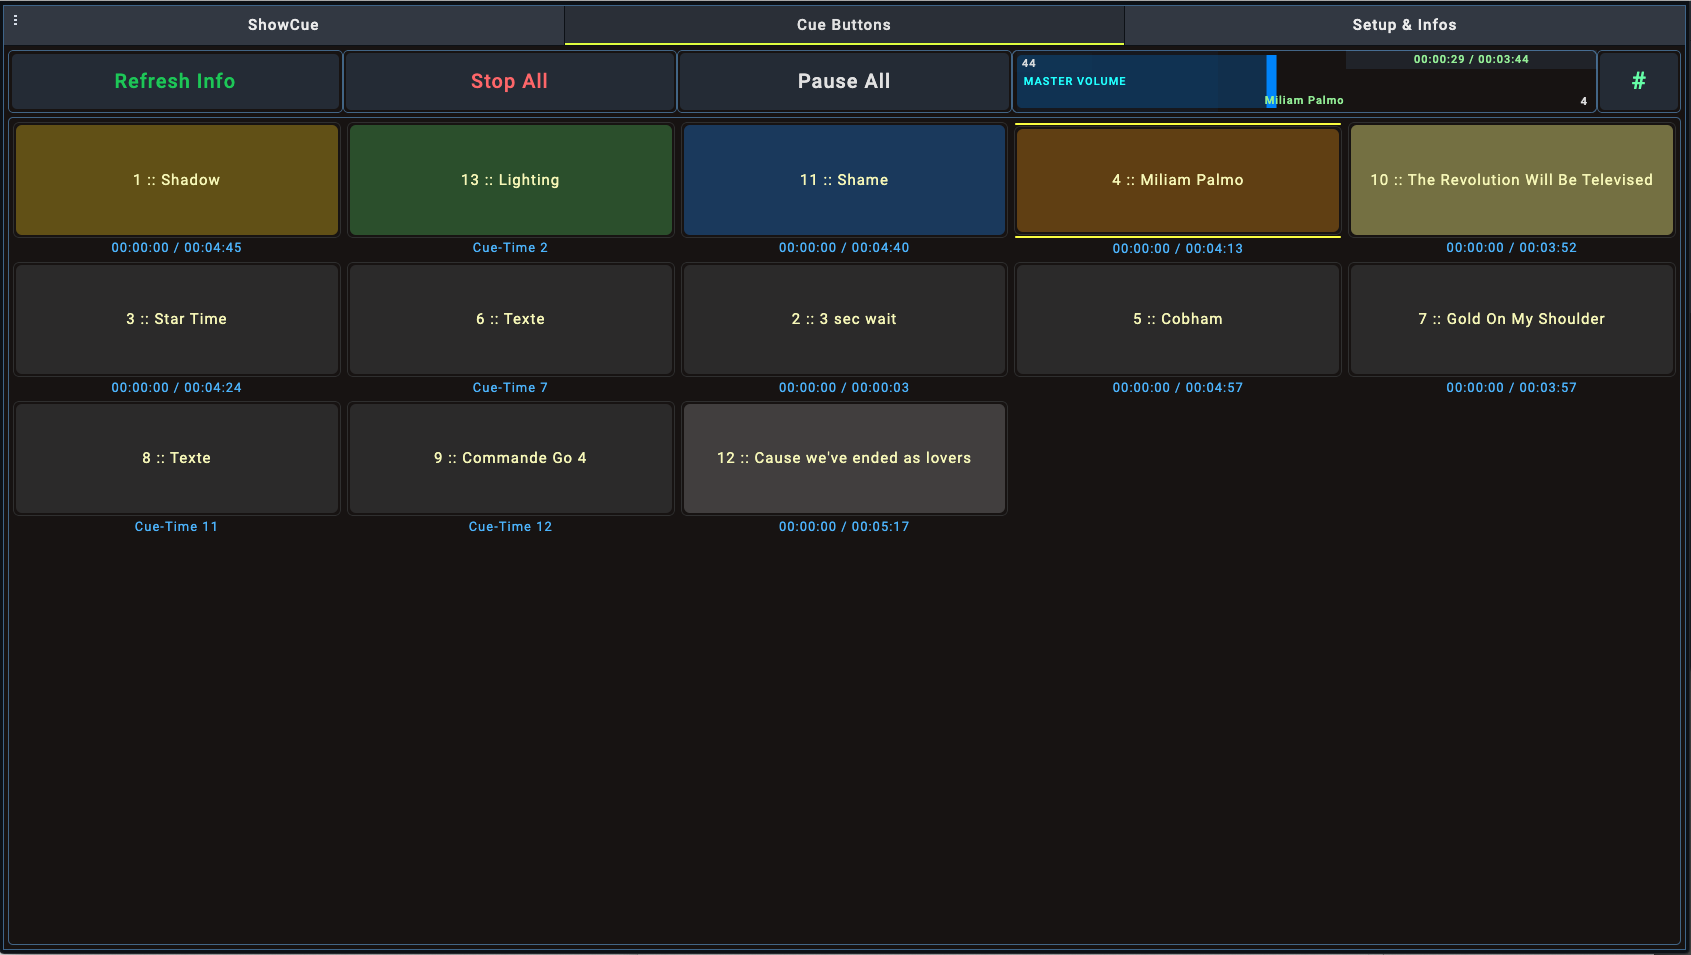 ShowCue
Cue Buttons
Setup & Infos
Refresh Info
Stop All
Pause All
44
MASTER VOLUME
00:00:29 / 00:03:44
Miliam Palmo
4
#
1 :: Shadow
13 :: Lighting
11 :: Shame
4 :: Miliam Palmo
10 :: The Revolution Will Be Televised
00:00:00 / 00:04:45
Cue-Time 2
00:00:00 / 00:04:40
00:00:00 / 00:04:13
00:00:00 / 00:03:52
3 :: Star Time
6 :: Texte
2 :: 3 sec wait
5 :: Cobham
7 :: Gold On My Shoulder
00:00:00 / 00:04:24
Cue-Time 7
00:00:00 / 00:00:03
00:00:00 / 00:04:57
00:00:00 / 00:03:57
8 :: Texte
9 :: Commande Go 4
12 :: Cause we've ended as lovers
Cue-Time 11
Cue-Time 12
00:00:00 / 00:05:17